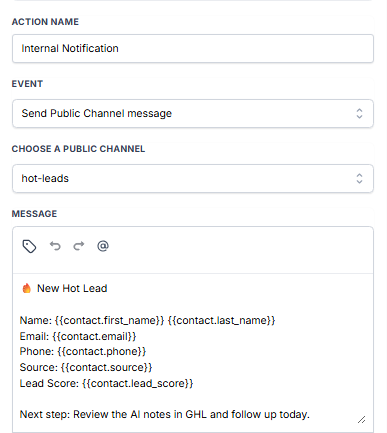 ACTION NAME
Internal Notification
EVENT
Send Public Channel message
CHOOSE A PUBLIC CHANNEL
hot-leads
MESSAGE
🔥 New Hot Lead
Name: {{contact.first_name}} {{contact.last_name}}
Email: {{contact.email}}
Phone: {{contact.phone}}
Source: {{contact.source}}
Lead Score: {{contact.lead_score}}
Next step: Review the AI notes in GHL and follow up today.